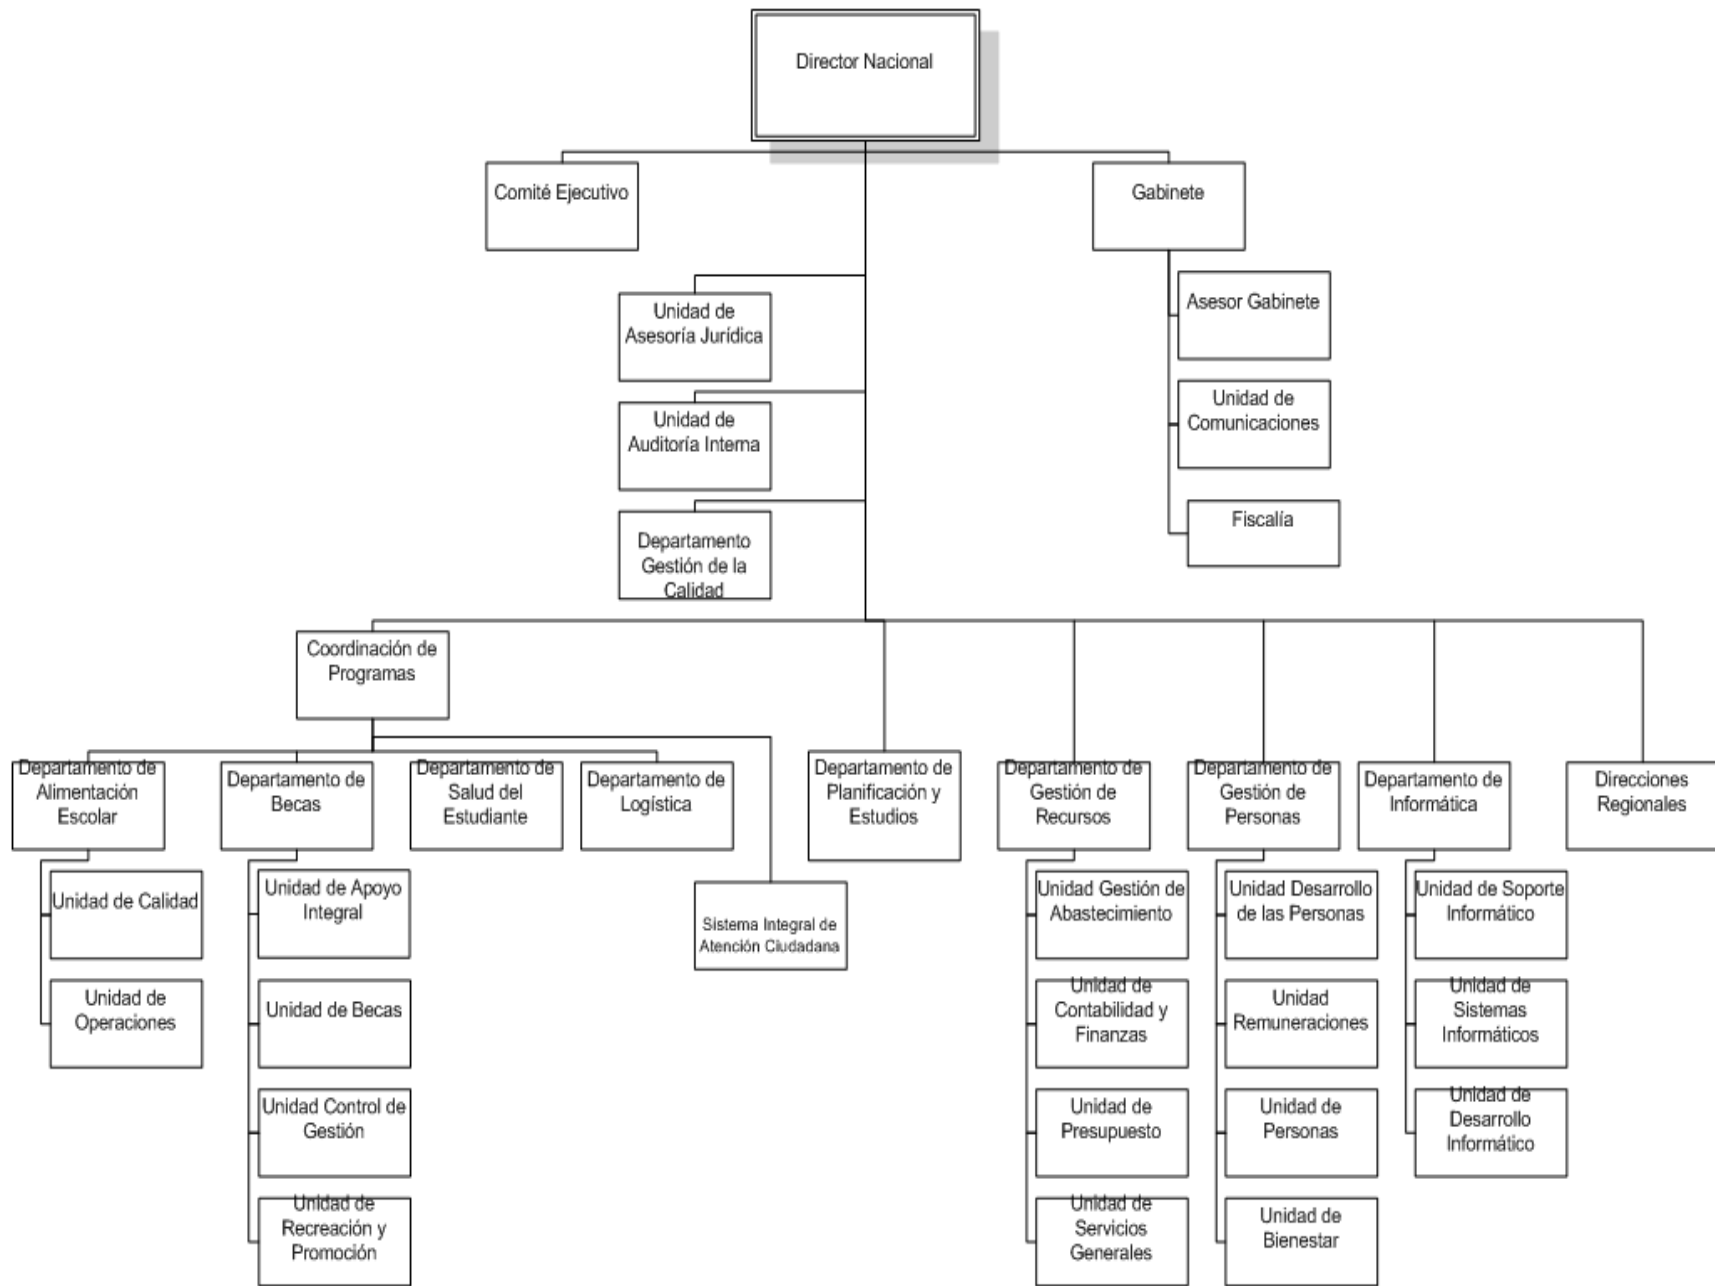 Director Nacional
Comité Ejecutivo
Gabinete
Asesor Gabinete
Unidad de
Comunicaciones
Fiscalía
Unidad de
Asesoría Jurídica
Unidad de
Auditoría Interna
Departamento
Gestión de la
Calidad
Coordinación de
Programas
Departamento de
Alimentación
Escolar
Departamento de
Becas
Departamento de
Salud del
Estudiante
Departamento de
Logística
Departamento de
Planificación y
Estudios
Departamento de
Gestión de
Recursos
Departamento de
Gestión de
Personas
Departamento de
Informática
Direcciones
Regionales
Unidad de Calidad
Unidad de
Operaciones
Unidad de Apoyo
Integral
Unidad de Becas
Unidad Control de
Gestión
Unidad de
Recreación y
Promoción
Sistema Integral de
Atención Ciudadana
Unidad Gestión de
Abastecimiento
Unidad de
Contabilidad y
Finanzas
Unidad de
Presupuesto
Unidad de
Servicios
Generales
Unidad Desarrollo
de las Personas
Unidad
Remuneraciones
Unidad de
Personas
Unidad de
Bienestar
Unidad de Soporte
Informático
Unidad de
Sistemas
Informáticos
Unidad de
Desarrollo
Informático